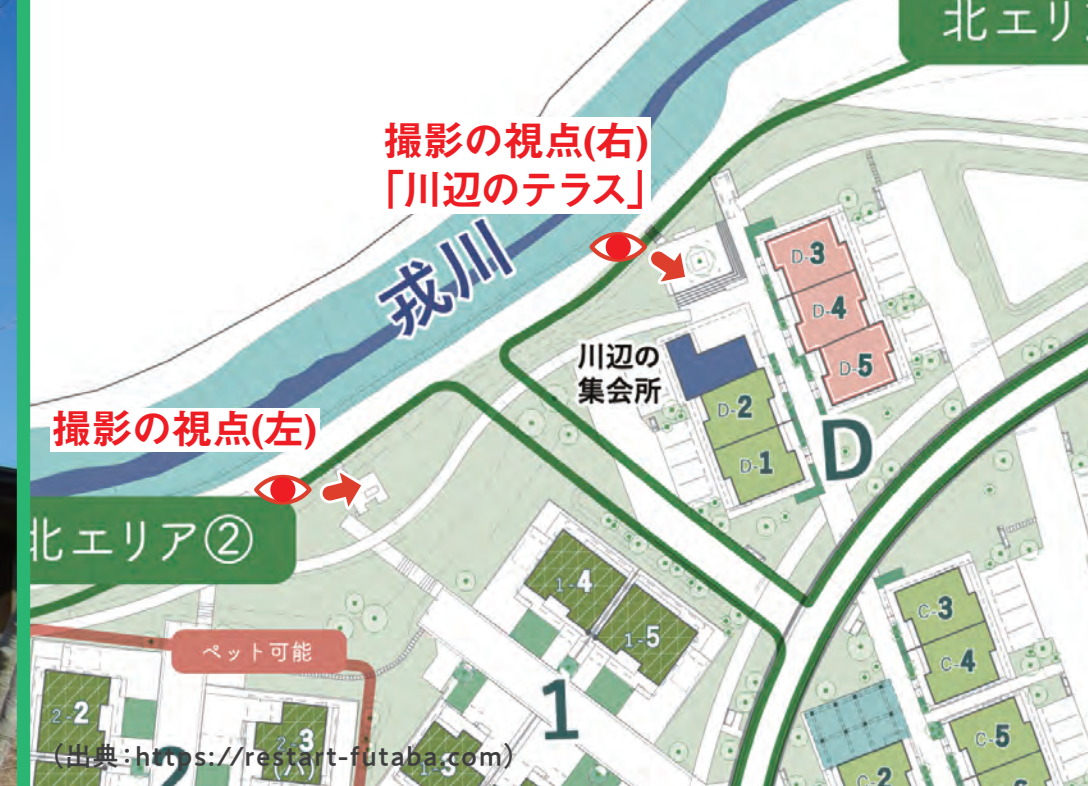 北エリ
撮影の視点(右)
「川辺のテラス」
戎川
D-3
D-4
D-5
川辺の
集会所
D-2
D-1
D
撮影の視点(左)
北エリア②
1-4
1-5
C-3
C-4
ペット可能
1
2-2
2-3
C-5
2
1-3
C-2
（出典：https://restart-futaba.com）